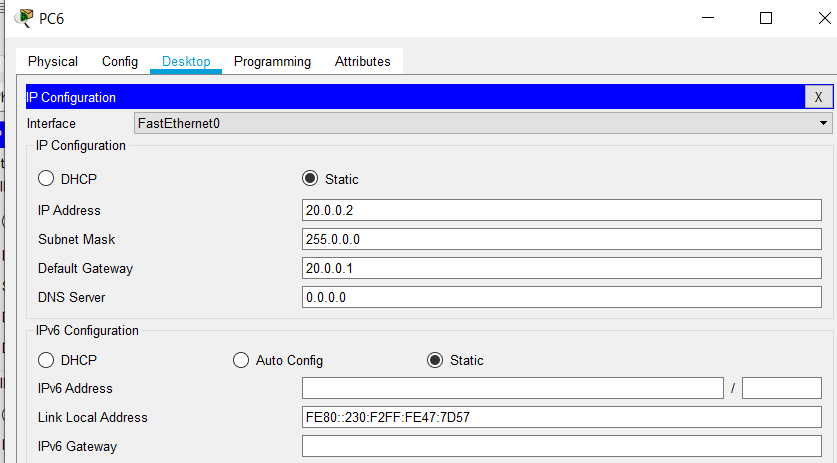 PC6
Physical Config Desktop Programming Attributes
IP Configuration X
Interface FastEthernet0
IP Configuration
DHCP Static
IP Address 20.0.0.2
Subnet Mask 255.0.0.0
Default Gateway 20.0.0.1
DNS Server 0.0.0.0
IPv6 Configuration
DHCP Auto Config Static
IPv6 Address /
Link Local Address FE80::230:F2FF:FE47:7D57
IPv6 Gateway